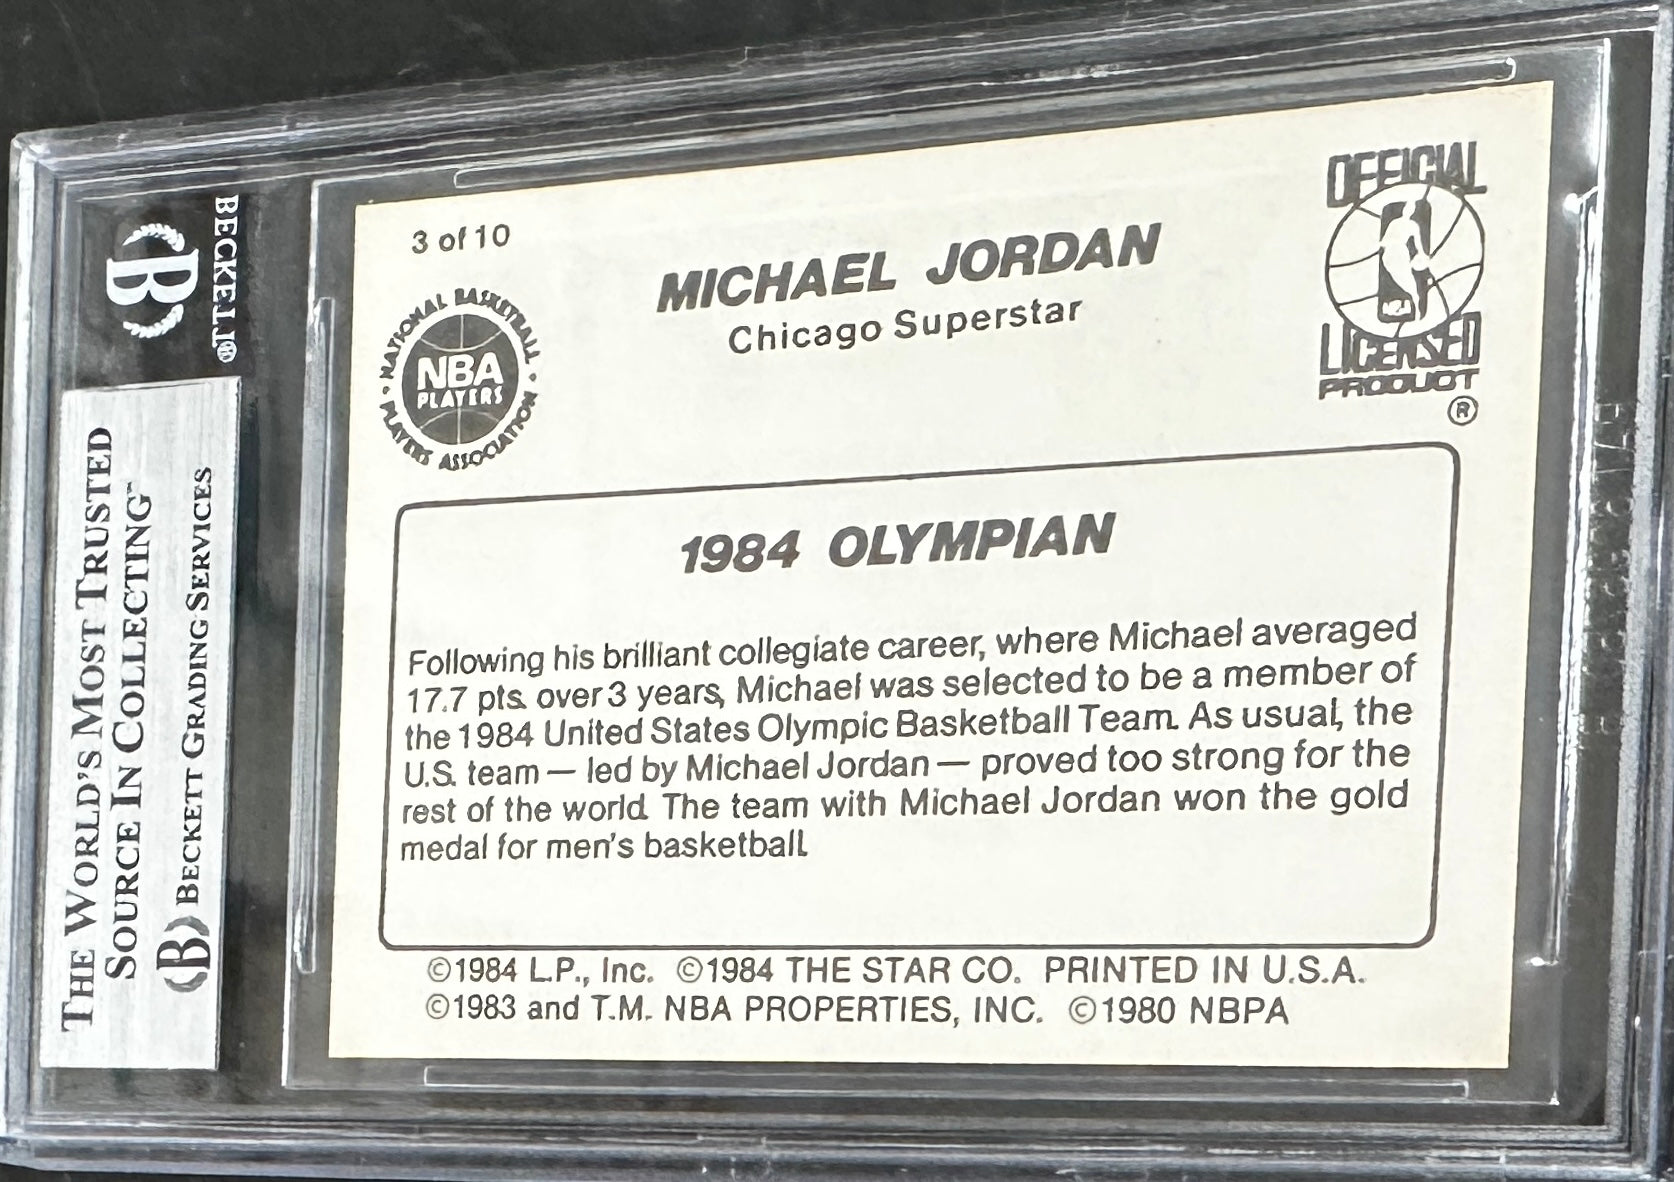 BECKETT®
THE WORLD'S MOST TRUSTED
SOURCE IN COLLECTING™
B BECKETT GRADING SERVICES
3 of 10
NATIONAL BASKETBALL
NBA
PLAYERS
PLAYERS ASSOCIATION
MICHAEL JORDAN
Chicago Superstar
OFFICIAL
LICENSED
PRODUCT
®
1984 OLYMPIAN
Following his brilliant collegiate career, where Michael averaged
17.7 pts. over 3 years, Michael was selected to be a member of
the 1984 United States Olympic Basketball Team. As usual, the
U.S. team — led by Michael Jordan — proved too strong for the
rest of the world. The team with Michael Jordan won the gold
medal for men's basketball.
©1984 L.P., Inc. ©1984 THE STAR CO. PRINTED IN U.S.A.
©1983 and T.M. NBA PROPERTIES, INC. ©1980 NBPA